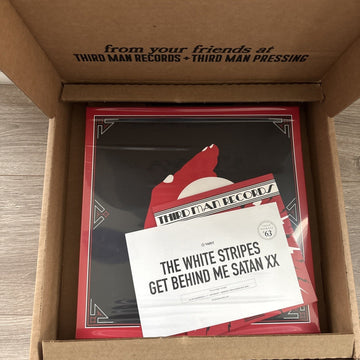 from your friends at
THIRD MAN RECORDS + THIRD MAN PRESSING
THIRD MAN RECORDS
THE WHITE STRIPES
GET BEHIND ME SATAN XX
'63